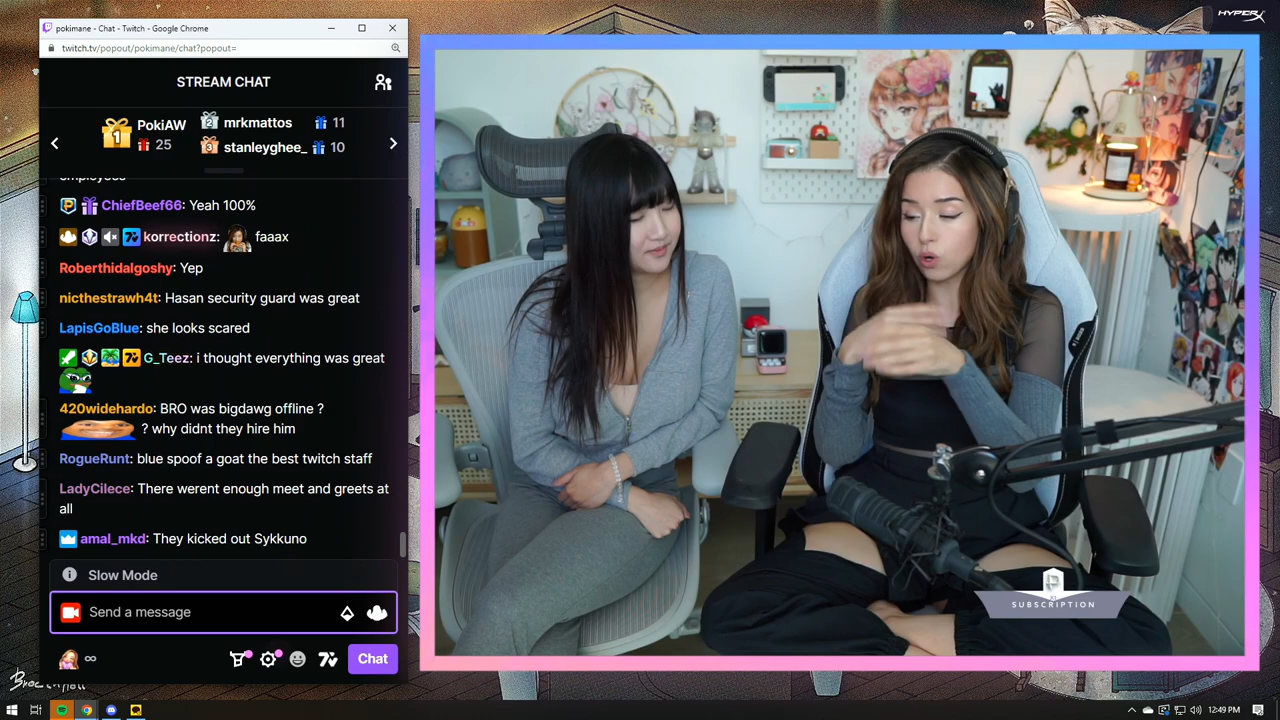 pokimane - Chat - Twitch - Google Chrome
twitch.tv/popout/pokimane/chat?popout=
HYPERX
STREAM CHAT
1 PokiAW 25
2 mrkmattos 11
3 stanleyghee_ 10
ChiefBeef66: Yeah 100%
korrectionz: faaax
Roberthidalgoshy: Yep
nicthestrawh4t: Hasan security guard was great
LapisGoBlue: she looks scared
G_Teez: i thought everything was great
420widehardo: BRO was bigdawg offline ?
? why didnt they hire him
RogueRunt: blue spoof a goat the best twitch staff
LadyCilece: There werent enough meet and greets at
all
amal_mkd: They kicked out Sykkuno
Slow Mode
Send a message
Chat
SUBSCRIPTION
12:49 PM